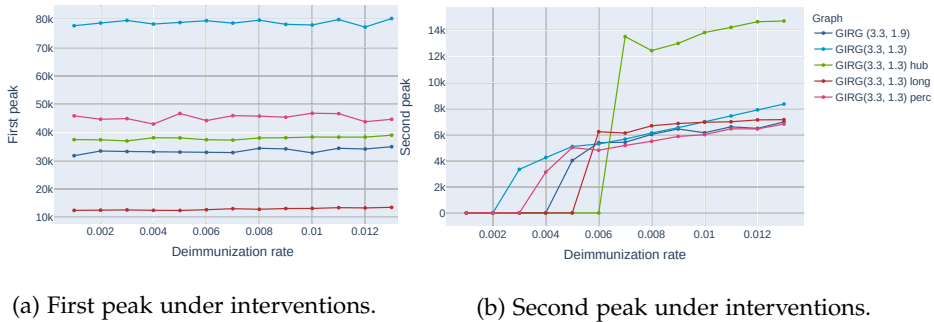 80k
70k
60k
50k
40k
30k
20k
10k
First peak
0.002
0.004
0.006
0.008
0.01
0.012
Deimmunization rate
14k
12k
10k
8k
6k
4k
2k
0
Second peak
0.002
0.004
0.006
0.008
0.01
0.012
Deimmunization rate
Graph
GIRG (3.3, 1.9)
GIRG(3.3, 1.3)
GIRG(3.3, 1.3) hub
GIRG(3.3, 1.3) long
GIRG(3.3, 1.3) perc
(a) First peak under interventions.
(b) Second peak under interventions.